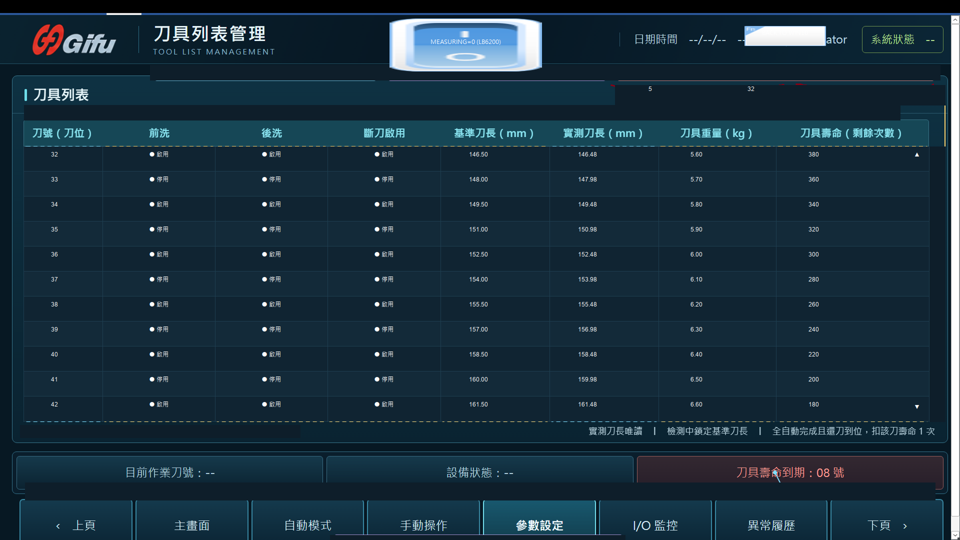 Gifu
刀具列表管理
TOOL LIST MANAGEMENT
MEASURING=0 (LB6200)
日期時間 --/--/-- --
ator
系統狀態 --
刀具列表
5 32
刀號（刀位） 前洗 後洗 斷刀啟用 基準刀長（mm） 實測刀長（mm） 刀具重量（kg） 刀具壽命（剩餘次數）
32 ● 啟用 ● 啟用 ● 啟用 146.50 146.48 5.60 380 ▲
33 ● 停用 ● 停用 ● 停用 148.00 147.98 5.70 360
34 ● 啟用 ● 啟用 ● 啟用 149.50 149.48 5.80 340
35 ● 停用 ● 停用 ● 停用 151.00 150.98 5.90 320
36 ● 啟用 ● 啟用 ● 啟用 152.50 152.48 6.00 300
37 ● 停用 ● 停用 ● 停用 154.00 153.98 6.10 280
38 ● 啟用 ● 啟用 ● 啟用 155.50 155.48 6.20 260
39 ● 停用 ● 停用 ● 停用 157.00 156.98 6.30 240
40 ● 啟用 ● 啟用 ● 啟用 158.50 158.48 6.40 220
41 ● 停用 ● 停用 ● 停用 160.00 159.98 6.50 200
42 ● 啟用 ● 啟用 ● 啟用 161.50 161.48 6.60 180 ▼
實測刀長唯讀 | 檢測中鎖定基準刀長 | 全自動完成且還刀到位，扣該刀壽命 1 次
目前作業刀號：-- 設備狀態：-- 刀具壽命到期：08 號
‹ 上頁 主畫面 自動模式 手動操作 參數設定 I/O 監控 異常履歷 下頁 ›